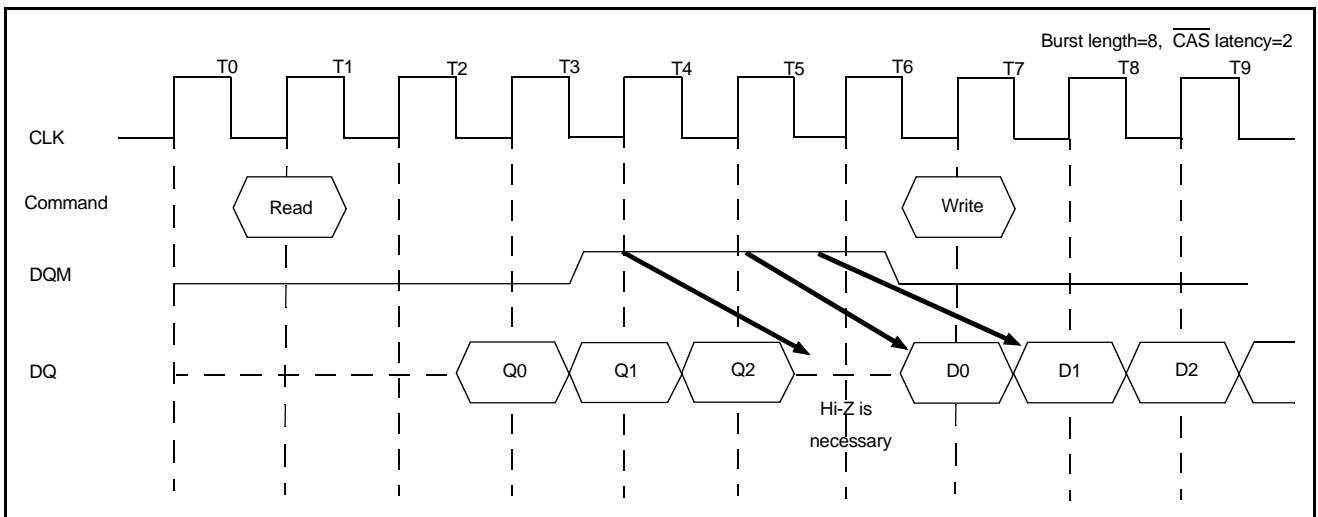 Burst length=8, CAS latency=2
T0 T1 T2 T3 T4 T5 T6 T7 T8 T9
CLK
Command Read Write
DQM
DQ Q0 Q1 Q2 D0 D1 D2
Hi-Z is
necessary